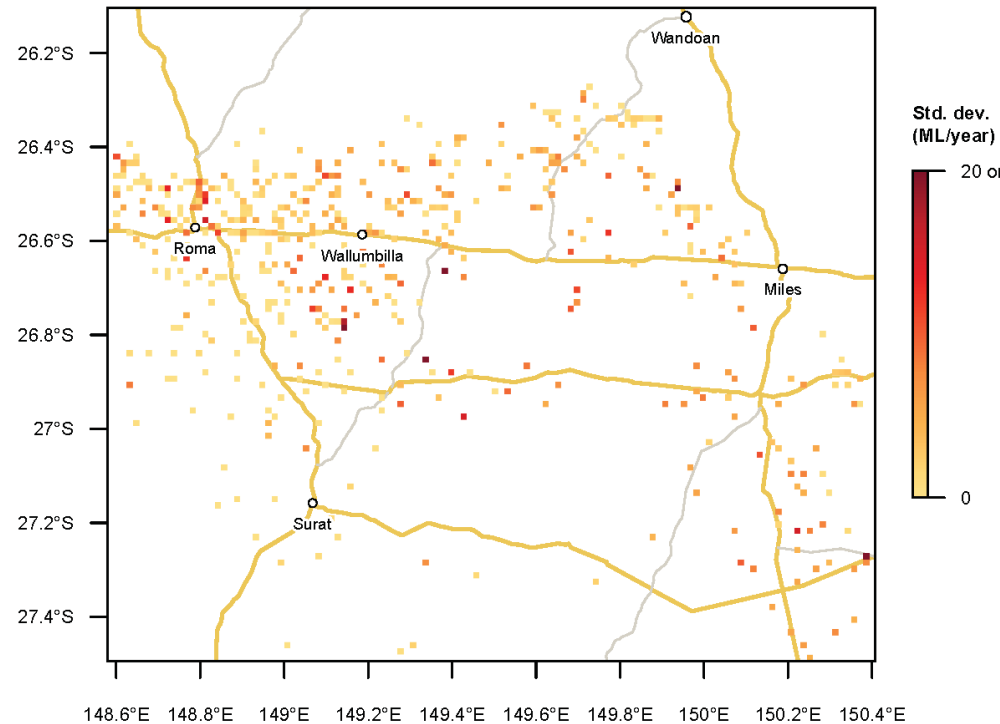 Wandoan
26.2°S
Std. dev.
(ML/year)
26.4°S
20 or
26.6°S
Roma
Wallumbilla
Miles
26.8°S
27°S
0
27.2°S
Surat
27.4°S
148.6°E 148.8°E 149°E 149.2°E 149.4°E 149.6°E 149.8°E 150°E 150.2°E 150.4°E